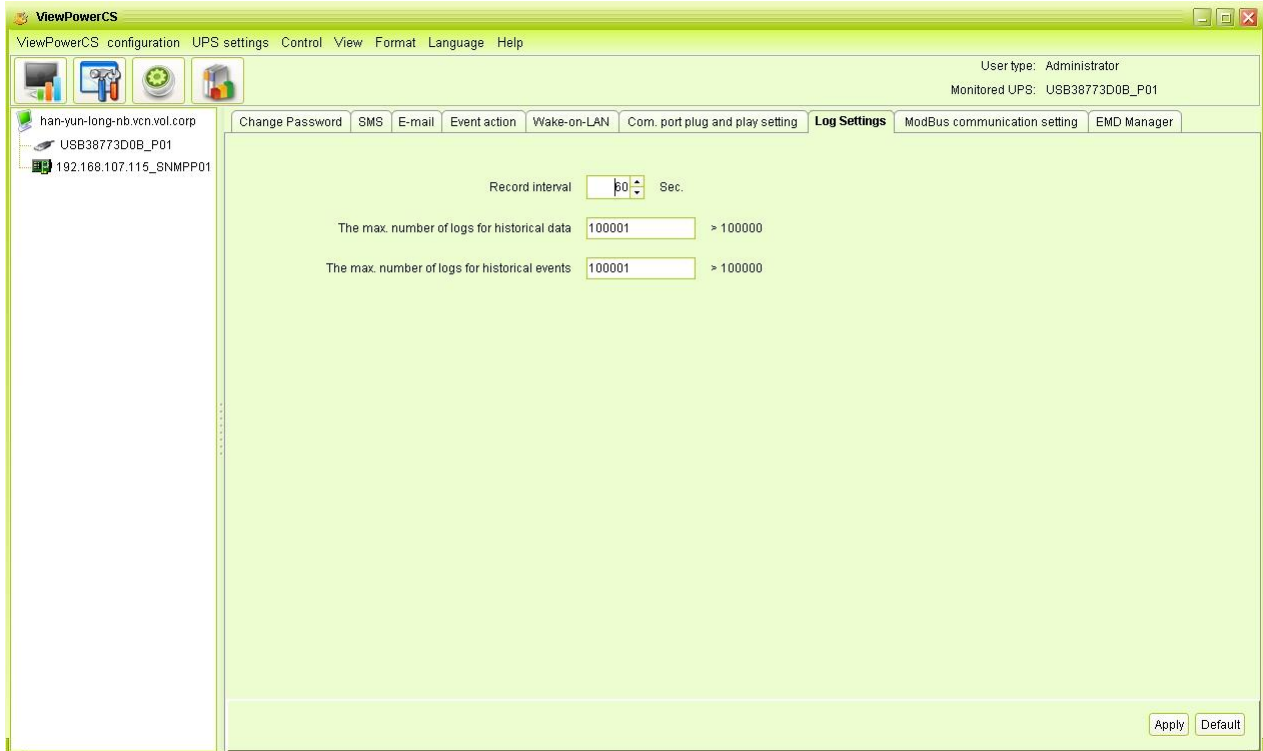 ViewPowerCS
ViewPowerCS configuration UPS settings Control View Format Language Help
User type: Administrator
Monitored UPS: USB38773D0B_P01
han-yun-long-nb.vcn.vol.corp
USB38773D0B_P01
192.168.107.115_SNMPP01
Change Password SMS E-mail Event action Wake-on-LAN Com. port plug and play setting Log Settings ModBus communication setting EMD Manager
Record interval 60 Sec.
The max. number of logs for historical data 100001 > 100000
The max. number of logs for historical events 100001 > 100000
Apply Default